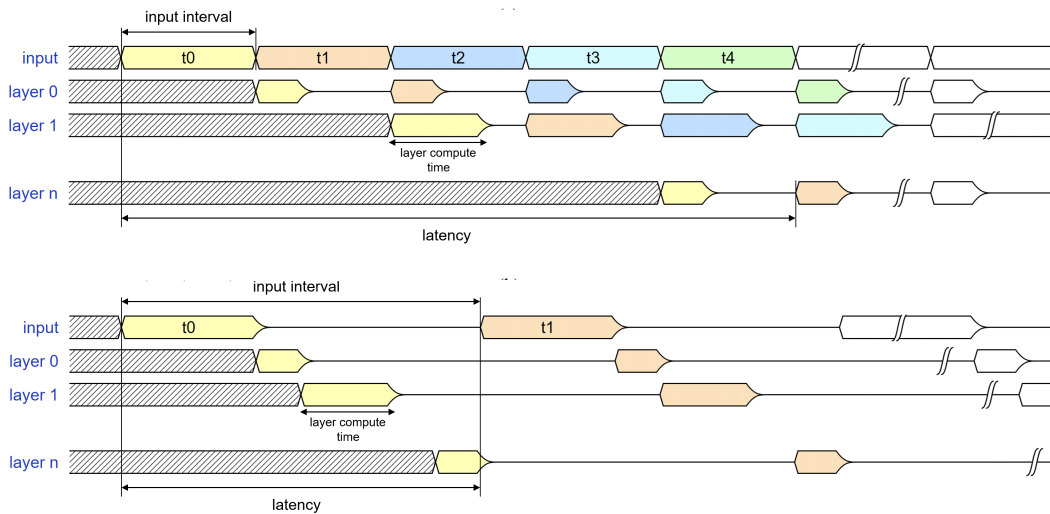 input interval
input t0 t1 t2 t3 t4
layer 0
layer 1
layer compute
time
layer n
latency
input interval
input t0 t1
layer 0
layer 1
layer compute
time
layer n
latency